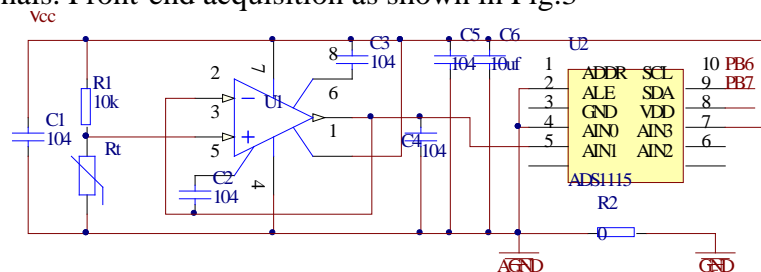 nals. Front-end acquisition as shown in Fig.3
Vcc
C1
104
R1
10k
Rt
2
3
5
7
4
U1
8
6
1
C2
104
C3
104
C4
104
C5
104
C6
10uf
U2
1
2
3
4
5
ADDR SCL
ALE SDA
GND VDD
AIN0 AIN3
AIN1 AIN2
ADS1115
10 PB6
9 PB7
8
7
6
R2
0
AGND
GND